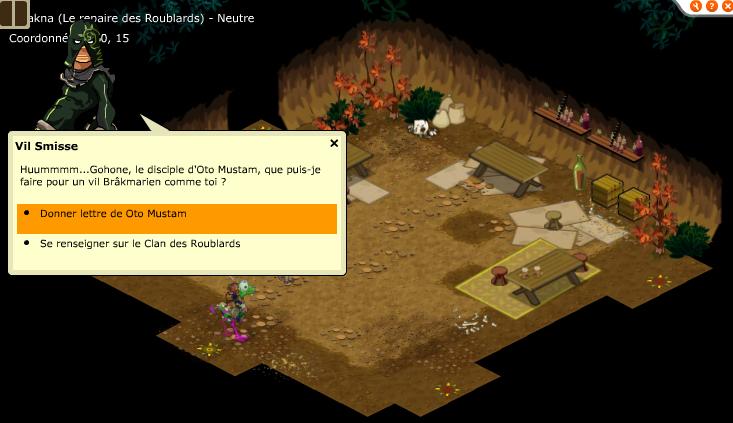 akna (Le repaire des Roublards) - Neutre
Coordonné 0, 15
Vil Smisse
Huummmm...Gohone, le disciple d'Oto Mustam, que puis-je
faire pour un vil Brâkmarien comme toi ?
Donner lettre de Oto Mustam
Se renseigner sur le Clan des Roublards